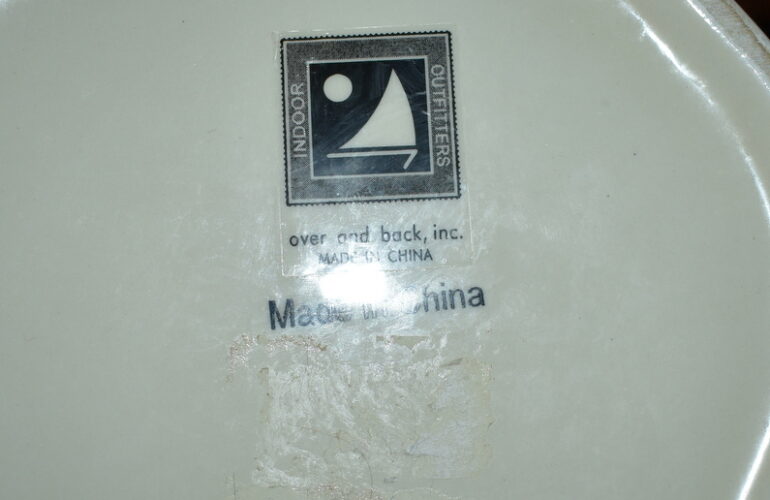 INDOOR
OUTFITTERS
over and back, inc.
MADE IN CHINA
Made in China